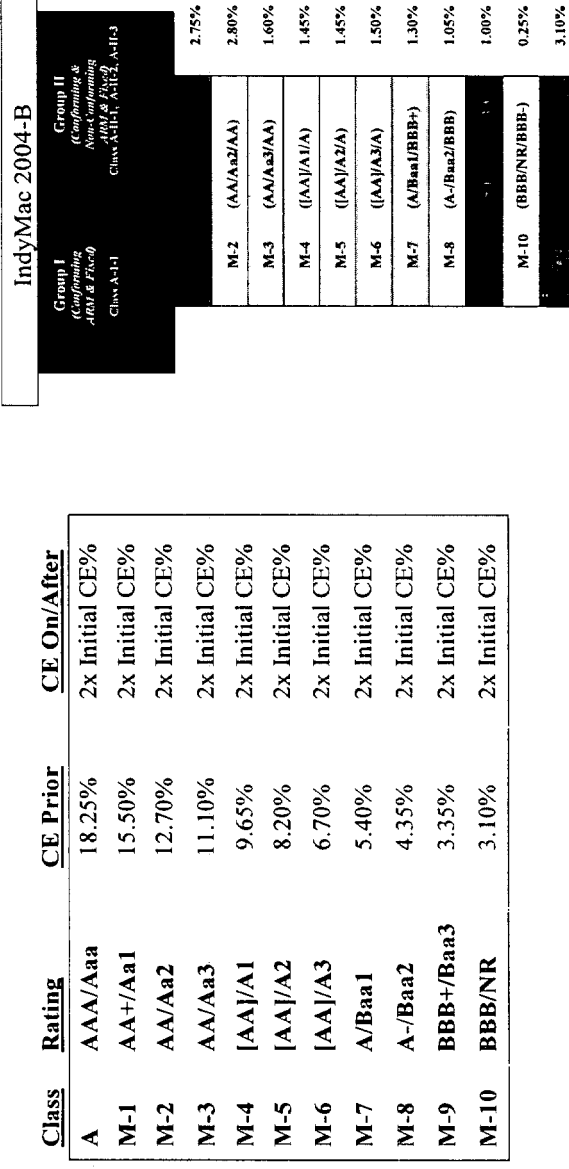 Class Rating CE Prior CE On/After
A AAA/Aaa 18.25% 2x Initial CE%
M-1 AA+/Aa1 15.50% 2x Initial CE%
M-2 AA/Aa2 12.70% 2x Initial CE%
M-3 AA/Aa3 11.10% 2x Initial CE%
M-4 [AA]/A1 9.65% 2x Initial CE%
M-5 [AA]/A2 8.20% 2x Initial CE%
M-6 [AA]/A3 6.70% 2x Initial CE%
M-7 A/Baa1 5.40% 2x Initial CE%
M-8 A-/Baa2 4.35% 2x Initial CE%
M-9 BBB+/Baa3 3.35% 2x Initial CE%
M-10 BBB/NR 3.10% 2x Initial CE%
IndyMac 2004-B
Group I
(Conforming
ARM & Fixed)
Class A-I-1
Group II
(Conforming &
Non-Conforming
ARM & Fixed)
Class A-II-1, A-II-2, A-II-3
2.75%
M-2 (AA/Aa2/AA) 2.80%
M-3 (AA/Aa3/AA) 1.60%
M-4 ([AA]/A1/A) 1.45%
M-5 ([AA]/A2/A) 1.45%
M-6 ([AA]/A3/A) 1.50%
M-7 (A/Baa1/BBB+) 1.30%
M-8 (A-/Baa2/BBB) 1.05%
1.00%
M-10 (BBB/NR/BBB-) 0.25%
3.10%